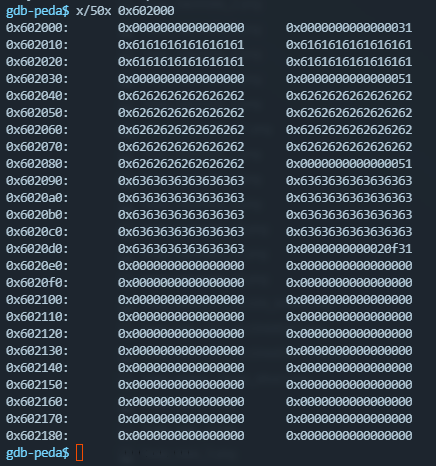 gdb-peda$ x/50x 0x602000
0x602000: 0x0000000000000000 0x0000000000000031
0x602010: 0x6161616161616161 0x6161616161616161
0x602020: 0x6161616161616161 0x6161616161616161
0x602030: 0x0000000000000000 0x0000000000000051
0x602040: 0x6262626262626262 0x6262626262626262
0x602050: 0x6262626262626262 0x6262626262626262
0x602060: 0x6262626262626262 0x6262626262626262
0x602070: 0x6262626262626262 0x6262626262626262
0x602080: 0x6262626262626262 0x0000000000000051
0x602090: 0x6363636363636363 0x6363636363636363
0x6020a0: 0x6363636363636363 0x6363636363636363
0x6020b0: 0x6363636363636363 0x6363636363636363
0x6020c0: 0x6363636363636363 0x6363636363636363
0x6020d0: 0x6363636363636363 0x0000000000020f31
0x6020e0: 0x0000000000000000 0x0000000000000000
0x6020f0: 0x0000000000000000 0x0000000000000000
0x602100: 0x0000000000000000 0x0000000000000000
0x602110: 0x0000000000000000 0x0000000000000000
0x602120: 0x0000000000000000 0x0000000000000000
0x602130: 0x0000000000000000 0x0000000000000000
0x602140: 0x0000000000000000 0x0000000000000000
0x602150: 0x0000000000000000 0x0000000000000000
0x602160: 0x0000000000000000 0x0000000000000000
0x602170: 0x0000000000000000 0x0000000000000000
0x602180: 0x0000000000000000 0x0000000000000000
gdb-peda$